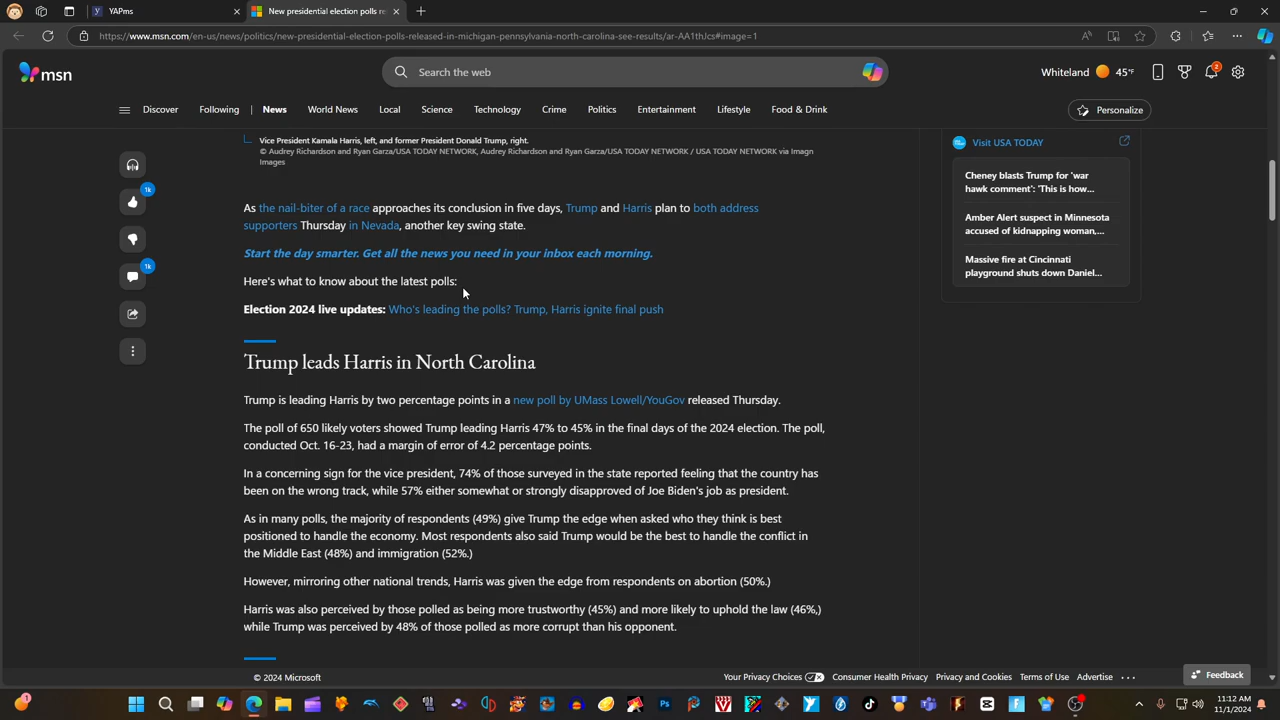 YAPms
New presidential election polls re
https://www.msn.com/en-us/news/politics/new-presidential-election-polls-released-in-michigan-pennsylvania-north-carolina-see-results/ar-AA1thJcs#image=1
msn
Search the web
Whiteland 45°F
2
Discover Following News World News Local Science Technology Crime Politics Entertainment Lifestyle Food & Drink
Personalize
Vice President Kamala Harris, left, and former President Donald Trump, right.
© Audrey Richardson and Ryan Garza/USA TODAY NETWORK, Audrey Richardson and Ryan Garza/USA TODAY NETWORK / USA TODAY NETWORK via Imagn
Images
Visit USA TODAY
Cheney blasts Trump for 'war
hawk comment': 'This is how...
Amber Alert suspect in Minnesota
accused of kidnapping woman,...
Massive fire at Cincinnati
playground shuts down Daniel...
1k
1k
As the nail-biter of a race approaches its conclusion in five days, Trump and Harris plan to both address
supporters Thursday in Nevada, another key swing state.
Start the day smarter. Get all the news you need in your inbox each morning.
Here's what to know about the latest polls:
Election 2024 live updates: Who's leading the polls? Trump, Harris ignite final push
Trump leads Harris in North Carolina
Trump is leading Harris by two percentage points in a new poll by UMass Lowell/YouGov released Thursday.
The poll of 650 likely voters showed Trump leading Harris 47% to 45% in the final days of the 2024 election. The poll,
conducted Oct. 16-23, had a margin of error of 4.2 percentage points.
In a concerning sign for the vice president, 74% of those surveyed in the state reported feeling that the country has
been on the wrong track, while 57% either somewhat or strongly disapproved of Joe Biden's job as president.
As in many polls, the majority of respondents (49%) give Trump the edge when asked who they think is best
positioned to handle the economy. Most respondents also said Trump would be the best to handle the conflict in
the Middle East (48%) and immigration (52%.)
However, mirroring other national trends, Harris was given the edge from respondents on abortion (50%.)
Harris was also perceived by those polled as being more trustworthy (45%) and more likely to uphold the law (46%,)
while Trump was perceived by 48% of those polled as more corrupt than his opponent.
© 2024 Microsoft
Your Privacy Choices Consumer Health Privacy Privacy and Cookies Terms of Use Advertise
Feedback
1
11:12 AM
11/1/2024